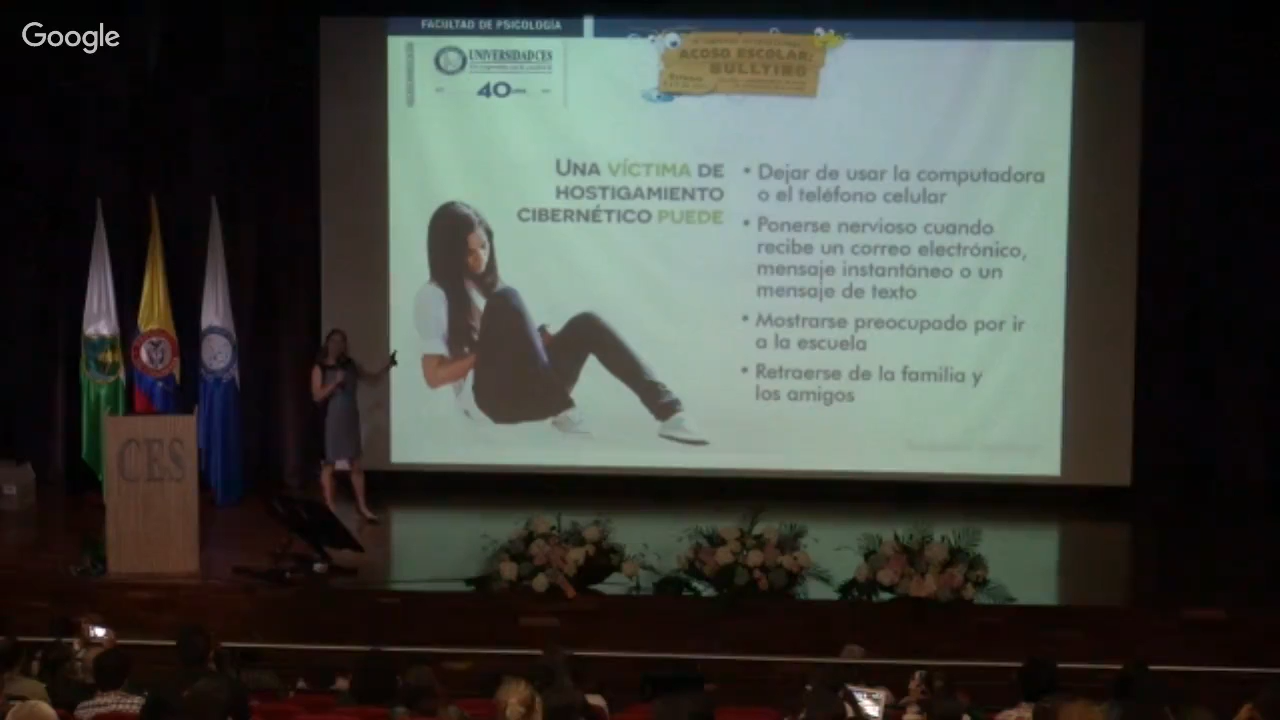 Google
FACULTAD DE PSICOLOGÍA
UNIVERSIDAD CES
40
ACOSO ESCOLAR:
BULLYING
UNA VÍCTIMA DE
HOSTIGAMIENTO
CIBERNÉTICO PUEDE
• Dejar de usar la computadora
o el teléfono celular
• Ponerse nervioso cuando
recibe un correo electrónico,
mensaje instantáneo o un
mensaje de texto
• Mostrarse preocupado por ir
a la escuela
• Retraerse de la familia y
los amigos
CES